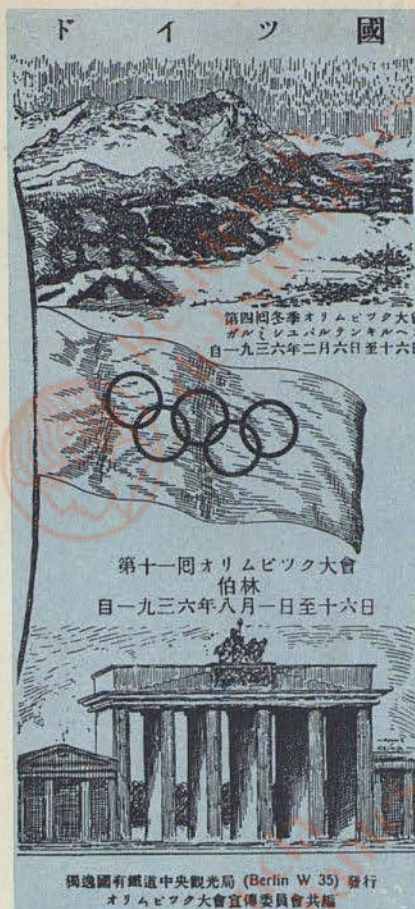 ドイツ國
第四囘冬季オリムピツク大會
ガルミシユパルテンキルヘン
自一九三六年二月六日至十六日
第十一囘オリムピツク大會
伯林
自一九三六年八月一日至十六日
獨逸國有鐵道中央觀光局 (Berlin W 35) 發行
オリムピツク大會宣傳委員會共編